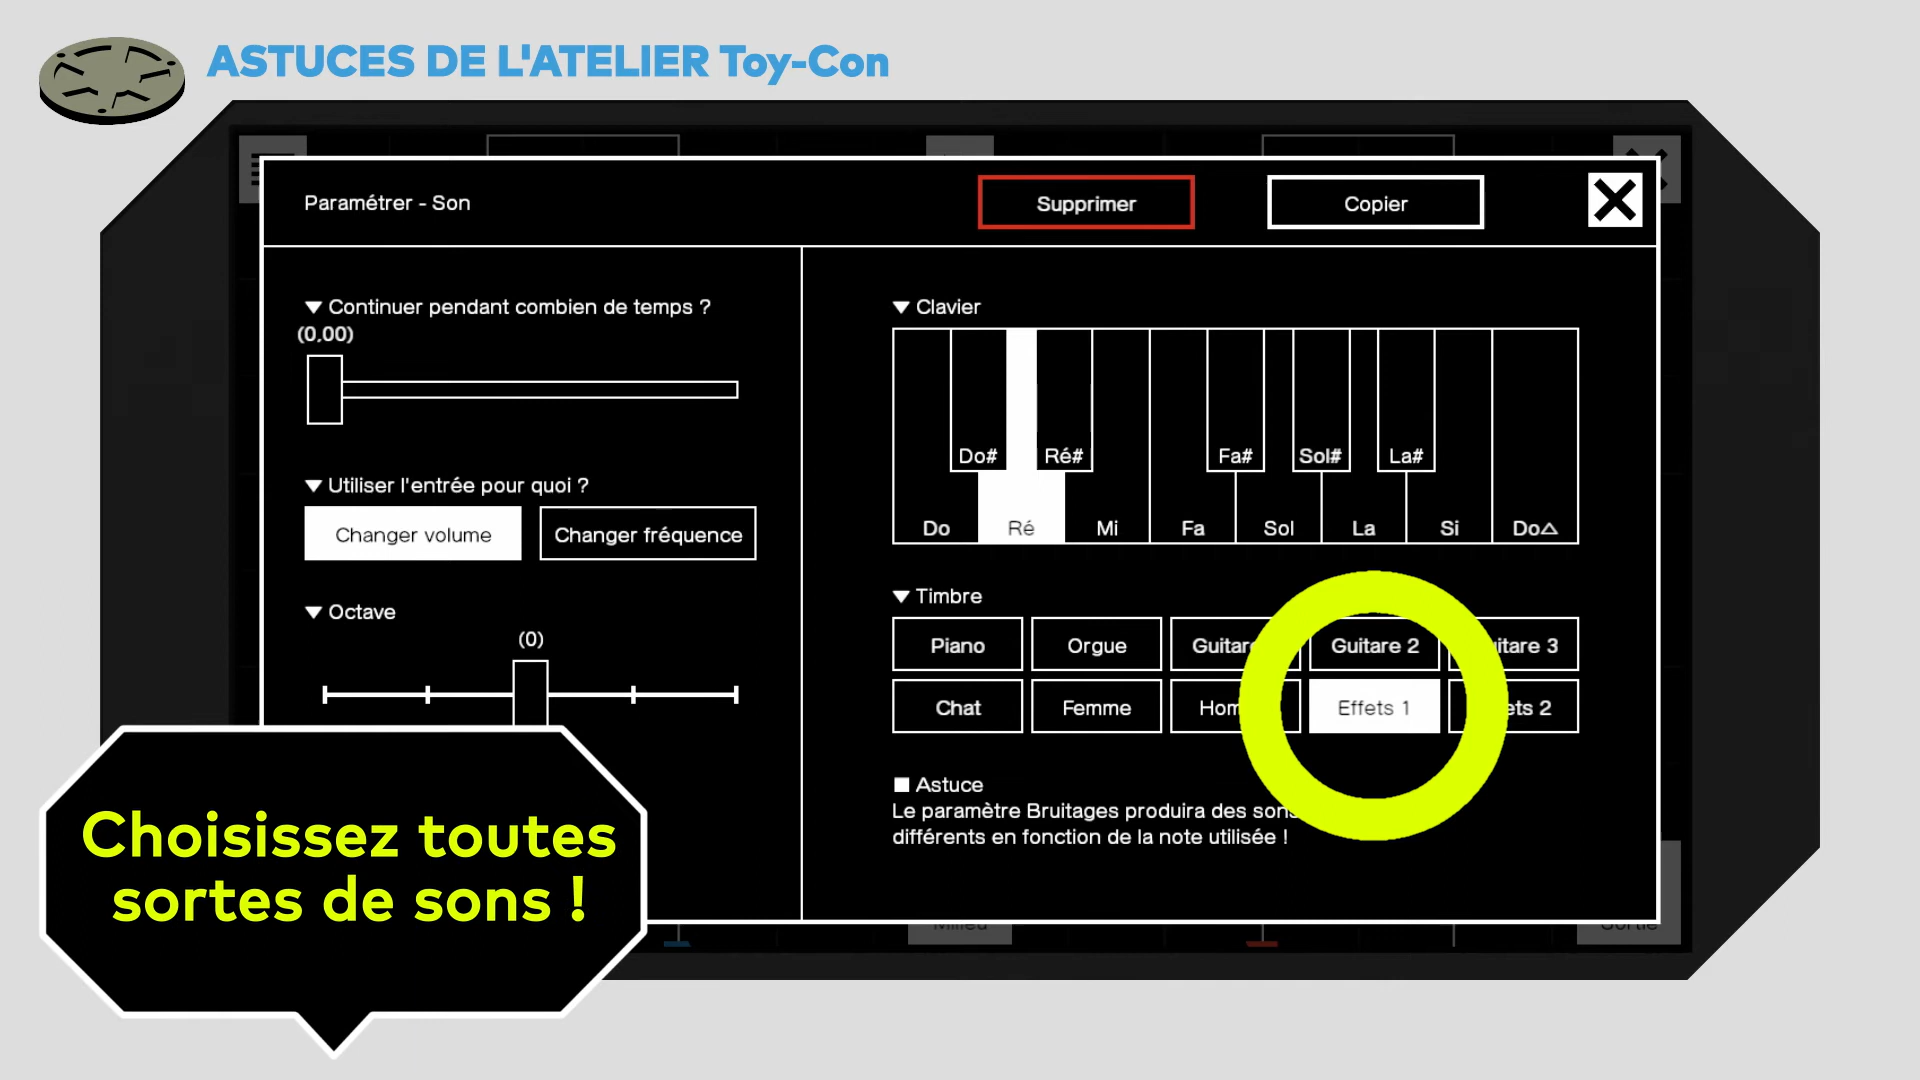 ASTUCES DE L'ATELIER Toy-Con
Paramétrer - Son
Supprimer
Copier
Continuer pendant combien de temps ?
(0,00)
Utiliser l'entrée pour quoi ?
Changer volume
Changer fréquence
Octave
(0)
Clavier
Do# Ré# Fa# Sol# La#
Do Ré Mi Fa Sol La Si Do△
Timbre
Piano Orgue Guitare Guitare 2
Chat Femme Effets 1
Astuce
Le paramètre Bruitages produira des sons
différents en fonction de la note utilisée !
Choisissez toutes
sortes de sons !